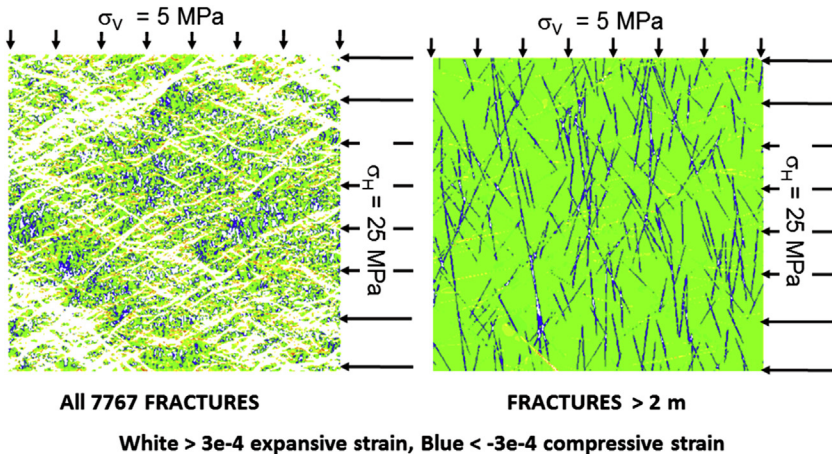 σV = 5 MPa
σH = 25 MPa
All 7767 FRACTURES
σV = 5 MPa
σH = 25 MPa
FRACTURES > 2 m
White > 3e-4 expansive strain, Blue < -3e-4 compressive strain